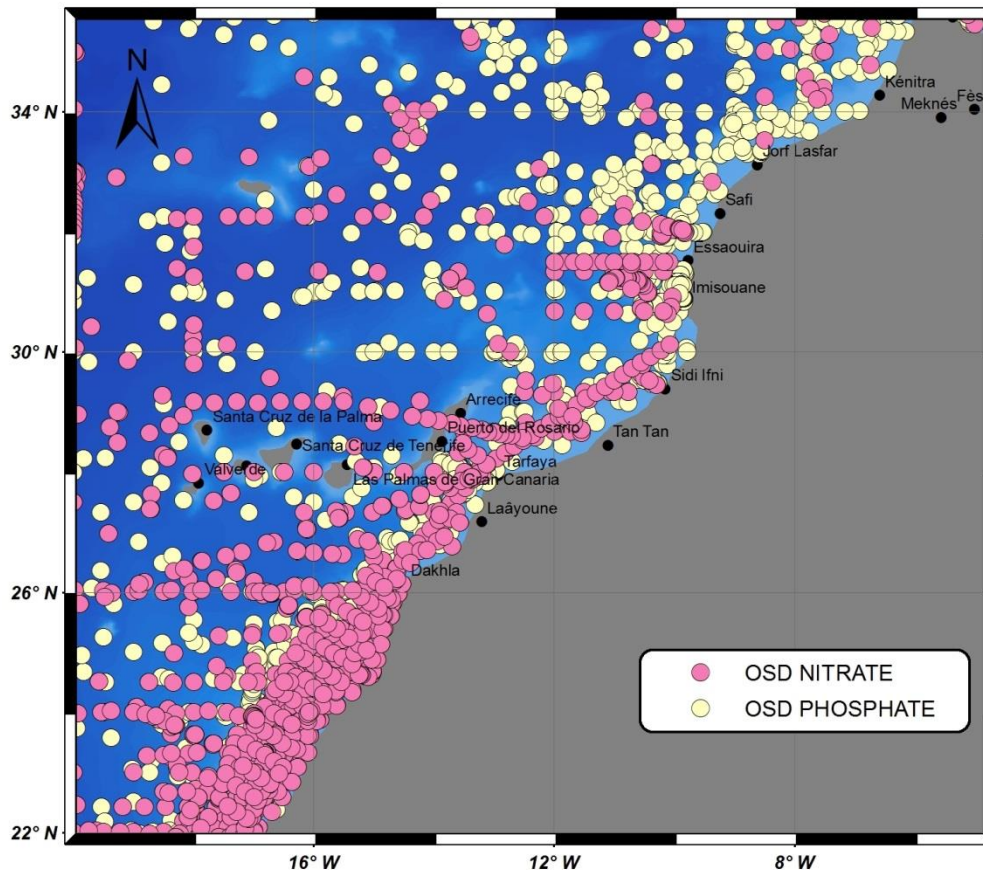 N
34° N
Kénitra
Meknés
Fès
Jorf Lasfar
Safi
Essaouira
Imisouane
30° N
Sidi Ifni
Arrecife
Santa Cruz de la Palma
Puerto del Rosario
Tan Tan
Santa Cruz de Tenerife
Tarfaya
Valverde
Las Palmas de Gran Canaria
Laâyoune
Dakhla
26° N
OSD NITRATE
OSD PHOSPHATE
22° N
16° W
12° W
8° W